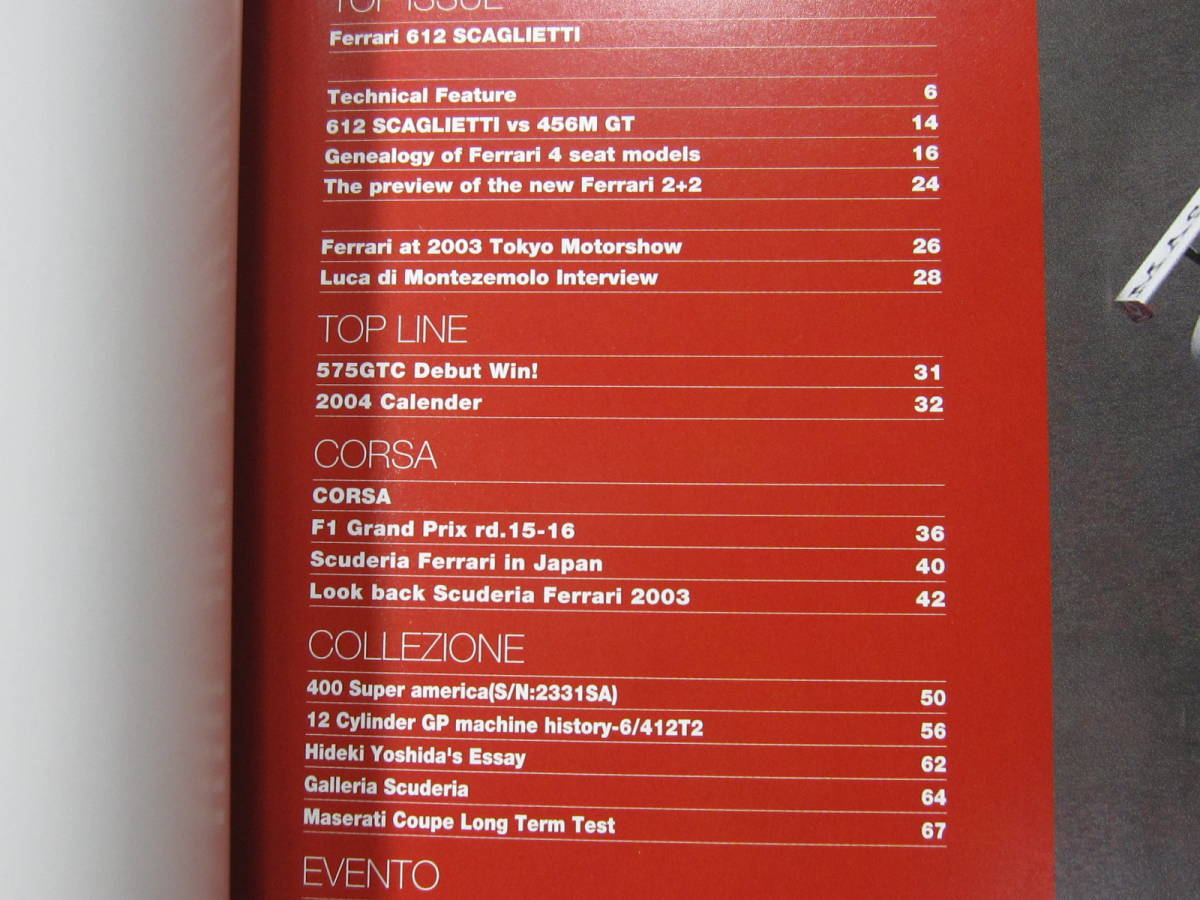 TOP ISSUE
Ferrari 612 SCAGLIETTI
Technical Feature 6
612 SCAGLIETTI vs 456M GT 14
Genealogy of Ferrari 4 seat models 16
The preview of the new Ferrari 2+2 24
Ferrari at 2003 Tokyo Motorshow 26
Luca di Montezemolo Interview 28
TOP LINE
575GTC Debut Win! 31
2004 Calender 32
CORSA
CORSA
F1 Grand Prix rd.15-16 36
Scuderia Ferrari in Japan 40
Look back Scuderia Ferrari 2003 42
COLLEZIONE
400 Super america(S/N:2331SA) 50
12 Cylinder GP machine history-6/412T2 56
Hideki Yoshida's Essay 62
Galleria Scuderia 64
Maserati Coupe Long Term Test 67
EVENTO